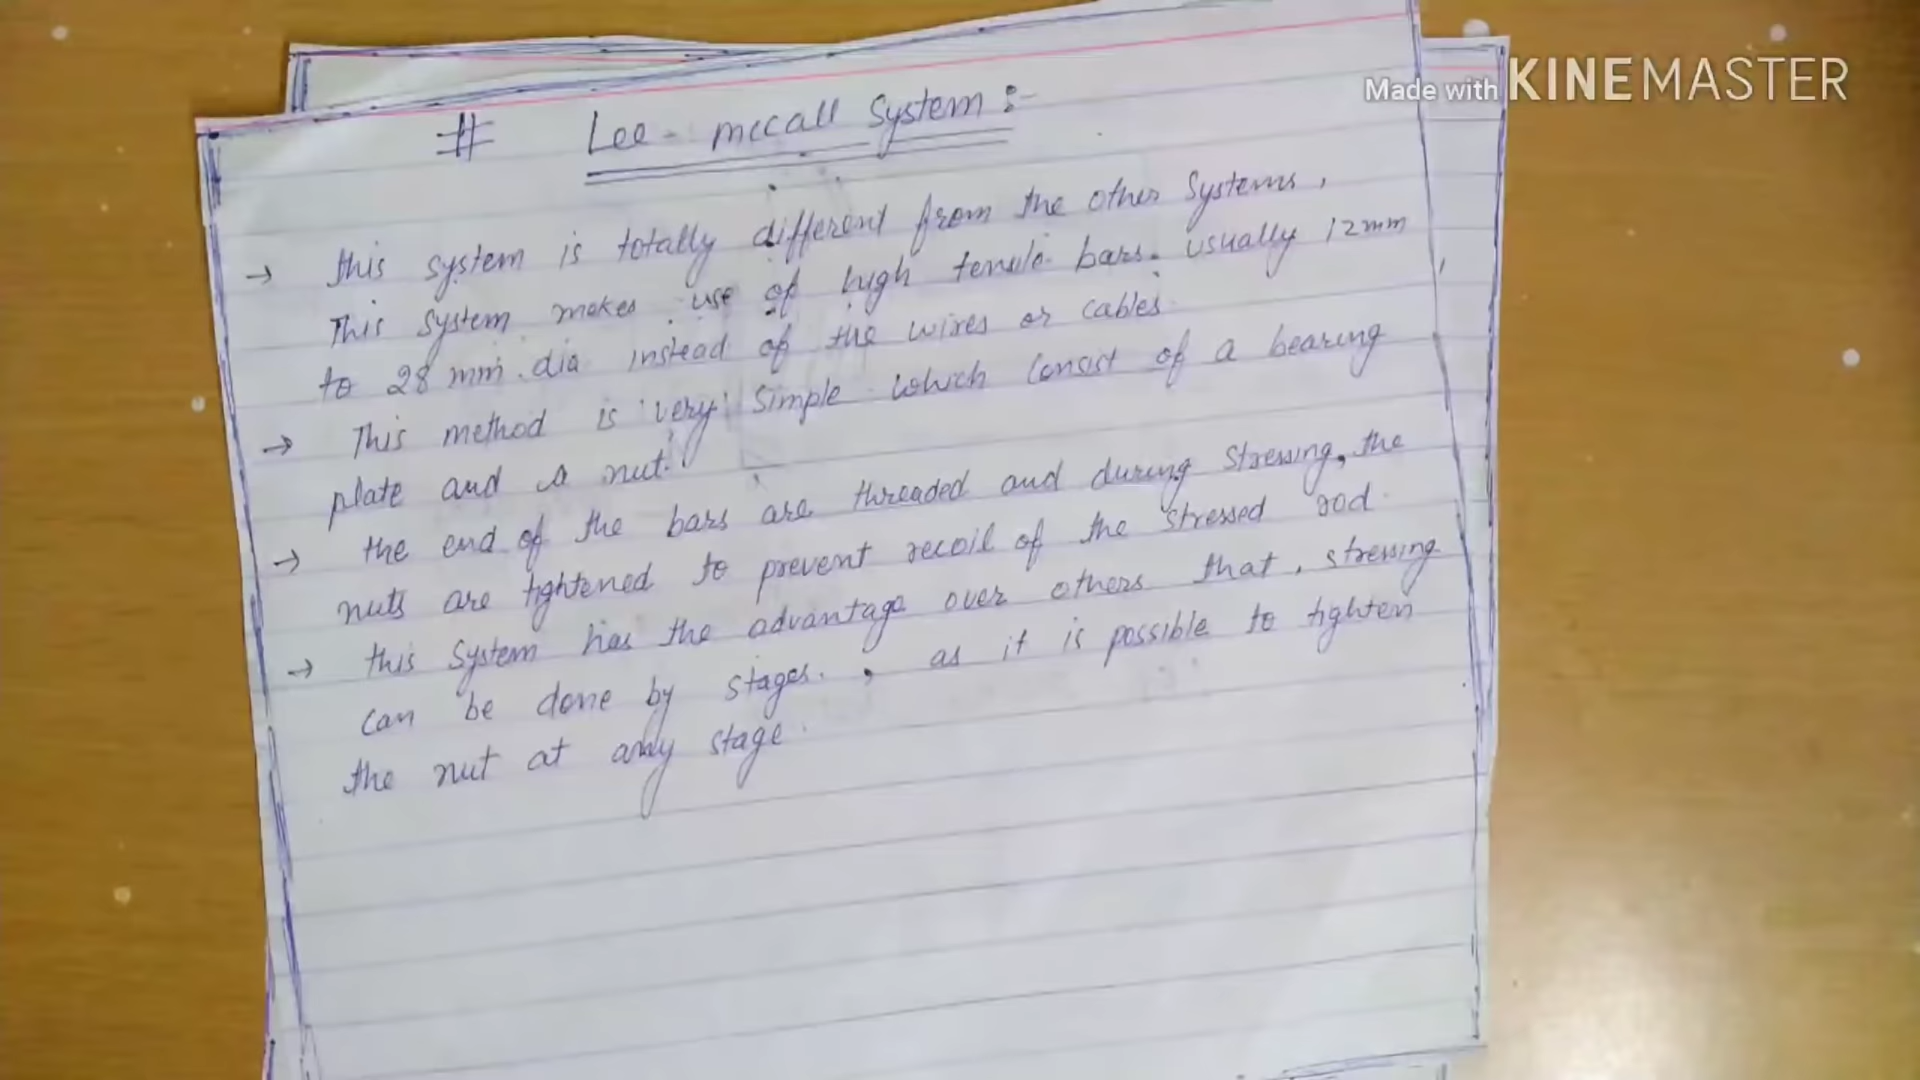 Made with KINEMASTER
# Lee-mccall System :-
→ this system is totally different from the other systems,
This system makes use of high tensile bars. usually 12mm
to 28 mm. dia instead of the wires or cables.
→ This method is very simple which consist of a bearing
plate and a nut.
→ the end of the bars are threaded and during stressing, the
nuts are tightened to prevent recoil of the stressed rod.
→ this system has the advantage over others that, stressing
can be done by stages. , as it is possible to tighten
the nut at any stage.